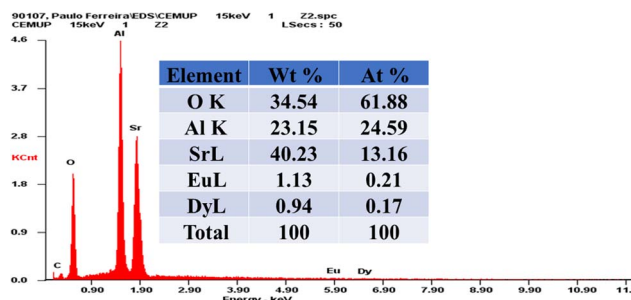 90107, Paulo Ferreira\EDS\CEMUP 15keV 1 Z2.spc
CEMUP 15keV 1 Z2 LSecs : 50
4.6
3.7
2.8
KCnt
1.8
0.9
0.0
Al
Sr
O
C
Eu Dy
Element Wt % At %
O K 34.54 61.88
Al K 23.15 24.59
SrL 40.23 13.16
EuL 1.13 0.21
DyL 0.94 0.17
Total 100 100
0.90 1.90 2.90 3.90 4.90 5.90 6.90 7.90 8.90 9.90 10.90 11.
Energy - keV